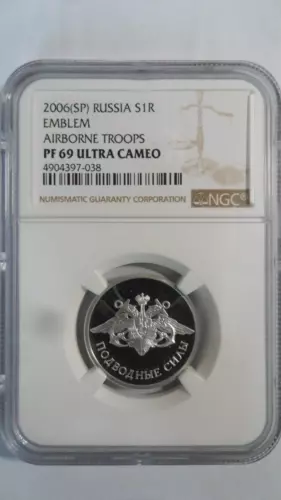 2006(SP) RUSSIA S1R
EMBLEM
AIRBORNE TROOPS
PF 69 ULTRA CAMEO
4904397-038
NUMISMATIC GUARANTY CORPORATION
NGC®
ПОДВОДНЫЕ СИЛЫ